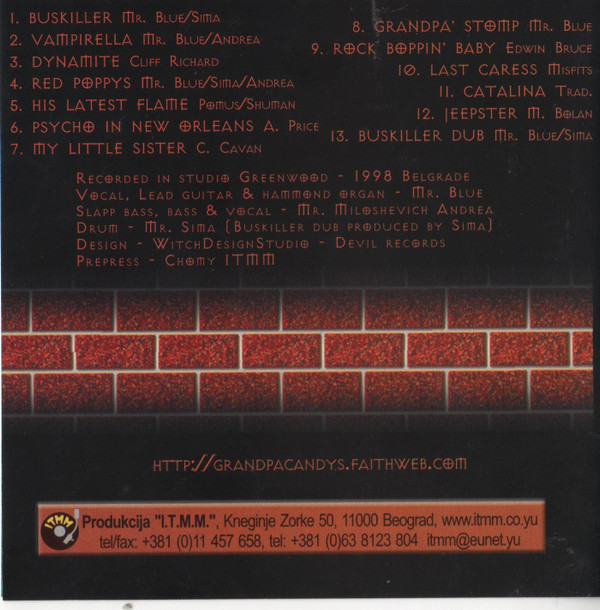 1. BUSKILLER MR. BLUE/SIMA
2. VAMPIRELLA MR. BLUE/ANDREA
3. DYNAMITE CLIFF RICHARD
4. RED POPPYS MR. BLUE/SIMA/ANDREA
5. HIS LATEST FLAME POMUS/SHUMAN
6. PSYCHO IN NEW ORLEANS A. PRICE
7. MY LITTLE SISTER C. CAVAN
8. GRANDPA' STOMP MR. BLUE
9. ROCK BOPPIN' BABY EDWIN BRUCE
10. LAST CARESS MISFITS
11. CATALINA TRAD.
12. JEEPSTER M. BOLAN
13. BUSKILLER DUB MR. BLUE/SIMA
RECORDED IN STUDIO GREENWOOD - 1998 BELGRADE
VOCAL, LEAD GUITAR & HAMMOND ORGAN - MR. BLUE
SLAPP BASS, BASS & VOCAL - MR. MILOSHEVICH ANDREA
DRUM - MR. SIMA (BUSKILLER DUB PRODUCED BY SIMA)
DESIGN - WITCHDESIGNSTUDIO - DEVIL RECORDS
PREPRESS - CHOMY ITMM
HTTP://GRANDPACANDYS.FAITHWEB.COM
ITMM
Produkcija "I.T.M.M.", Kneginje Zorke 50, 11000 Beograd, www.itmm.co.yu
tel/fax: +381 (0)11 457 658, tel: +381 (0)63 8123 804 itmm@eunet.yu